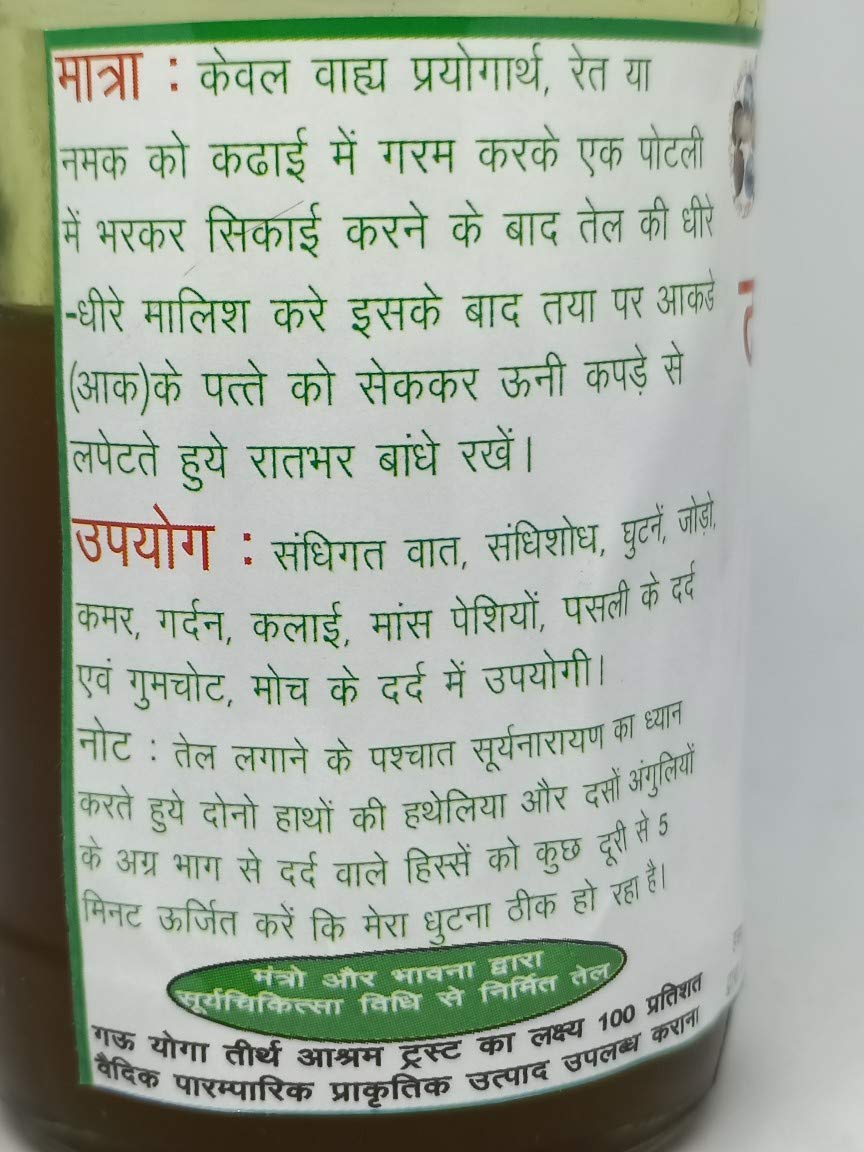 मात्रा : केवल वाह्य प्रयोगार्थ, रेत या
नमक को कढाई में गरम करके एक पोटली
में भरकर सिकाई करने के बाद तेल की धीरे
-धीरे मालिश करे इसके बाद तया पर आकडे
(आक)के पत्ते को सेककर ऊनी कपड़े से
लपेटते हुये रातभर बांधे रखें।
उपयोग : संधिगत वात, संधिशोध, घुटनें, जोड़ो,
कमर, गर्दन, कलाई, मांस पेशियों, पसली के दर्द
एवं गुमचोट, मोच के दर्द में उपयोगी।
नोट : तेल लगाने के पश्चात सूर्यनारायण का ध्यान
करते हुये दोनो हाथों की हथेलिया और दसों अंगुलियों
के अग्र भाग से दर्द वाले हिस्सें को कुछ दूरी से 5
मिनट ऊर्जित करें कि मेरा धुटना ठीक हो रहा है।
मंत्रो और भावना द्वारा
सूर्यचिकित्सा विधि से निर्मित तेल
गऊ योगा तीर्थ आश्रम ट्रस्ट का लक्ष्य 100 प्रतिशत
वैदिक पारम्पारिक प्राकृतिक उत्पाद उपलब्ध कराना